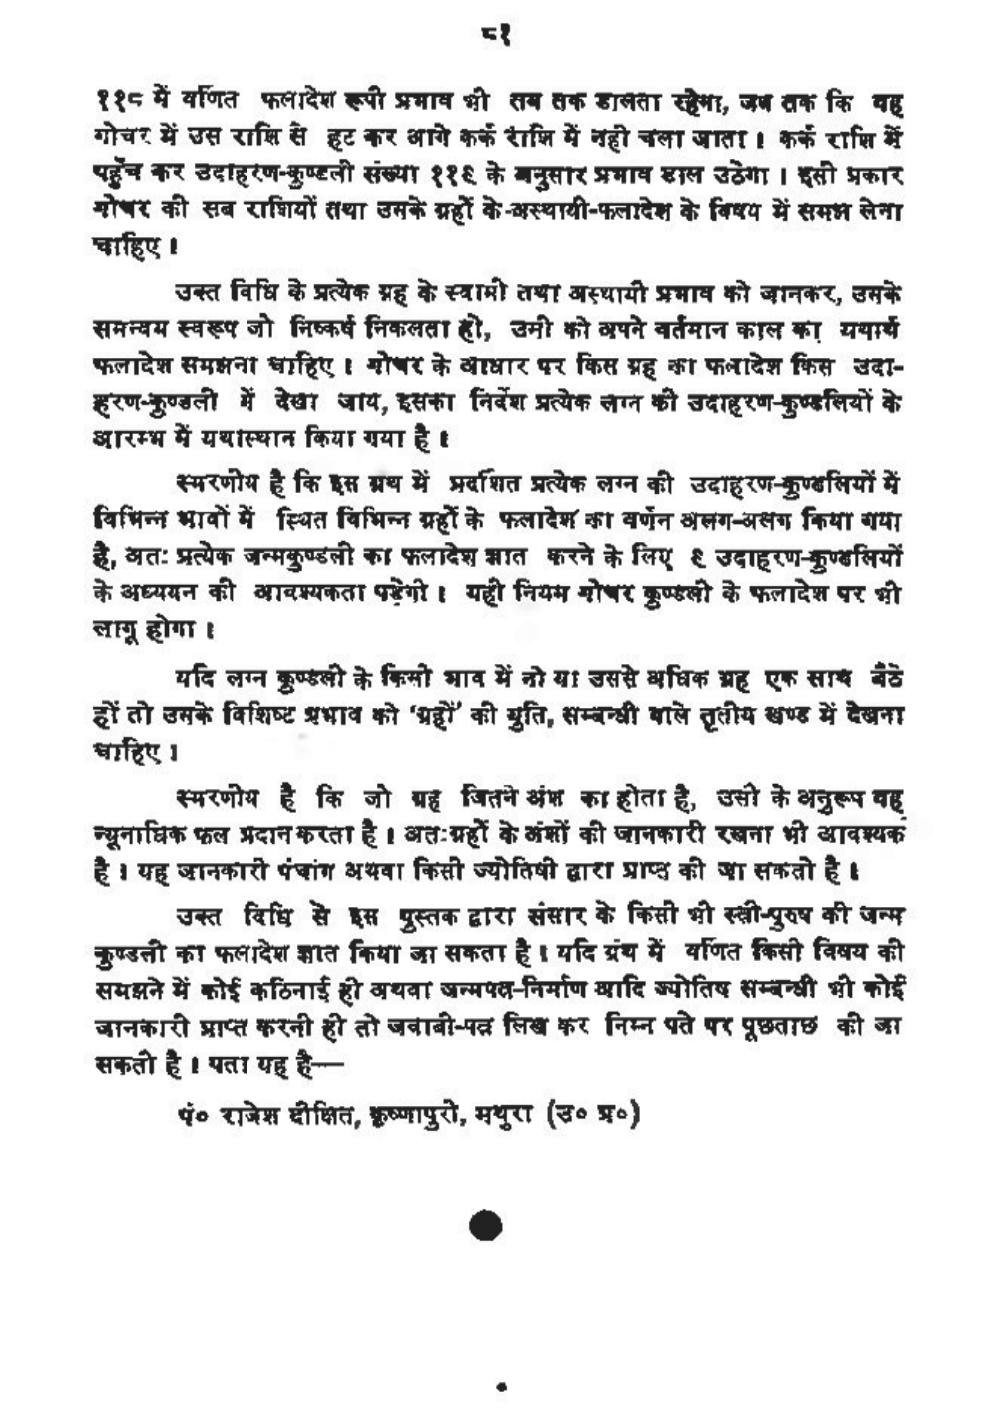 ८१
११८ में वर्णित फलादेश रूपी प्रभाव भी तब तक डालता रहेगा, जब तक कि वह
गोचर में उस राशि से हट कर आगे कर्क राशि में नहीं चला जाता । कर्क राशि में
पहुँच कर उदाहरण-कुण्डली संख्या ११९ के अनुसार प्रभाव डाल उठेगा । इसी प्रकार
गोचर की सब राशियों तथा उसके ग्रहों के-अस्थायी-फलादेश के विषय में समझ लेना
चाहिए ।
उक्त विधि के प्रत्येक ग्रह के स्वामी तथा अस्थायी प्रभाव को जानकर, उसके
समन्वय स्वरूप जो निष्कर्ष निकलता हो, उसी को अपने वर्तमान काल का यथार्थ
फलादेश समझना चाहिए । गोचर के आधार पर किस ग्रह का फलादेश किस उदा-
हरण-कुण्डली में देखा जाय, इसका निर्देश प्रत्येक लग्न की उदाहरण-कुण्डलियों के
आरम्भ में यथास्थान किया गया है ।
स्मरणीय है कि इस ग्रंथ में प्रदर्शित प्रत्येक लग्न की उदाहरण-कुण्डलियों में
विभिन्न भावों में स्थित विभिन्न ग्रहों के फलादेश का वर्णन अलग-अलग किया गया
है, अतः प्रत्येक जन्मकुण्डली का फलादेश ज्ञात करने के लिए ९ उदाहरण-कुण्डलियों
के अध्ययन की आवश्यकता पड़ेगी । यही नियम गोचर कुण्डली के फलादेश पर भी
लागू होगा ।
यदि लग्न कुण्डली के किसी भाव में दो या उससे अधिक ग्रह एक साथ बैठे
हों तो उसके विशिष्ट प्रभाव को ‘ग्रहों’ की युति, सम्बन्धी वाले तृतीय खण्ड में देखना
चाहिए ।
स्मरणीय है कि जो ग्रह जितने अंश का होता है, उसी के अनुरूप वह
न्यूनाधिक फल प्रदान करता है । अतःग्रहों के अंशों की जानकारी रखना भी आवश्यक
है । यह जानकारी पंचांग अथवा किसी ज्योतिषी द्वारा प्राप्त की जा सकती है ।
उक्त विधि से इस पुस्तक द्वारा संसार के किसी भी स्त्री-पुरुष की जन्म
कुण्डली का फलादेश ज्ञात किया जा सकता है । यदि ग्रंथ में वर्णित किसी विषय की
समझने में कोई कठिनाई हो अथवा जन्मपत्र-निर्माण आदि ज्योतिष सम्बन्धी भी कोई
जानकारी प्राप्त करनी हो तो जवाबी-पत्र लिख कर निम्न पते पर पूछताछ की जा
सकती है । पता यह है—
पं० राजेश दीक्षित, कृष्णापुरी, मथुरा (उ० प्र०)